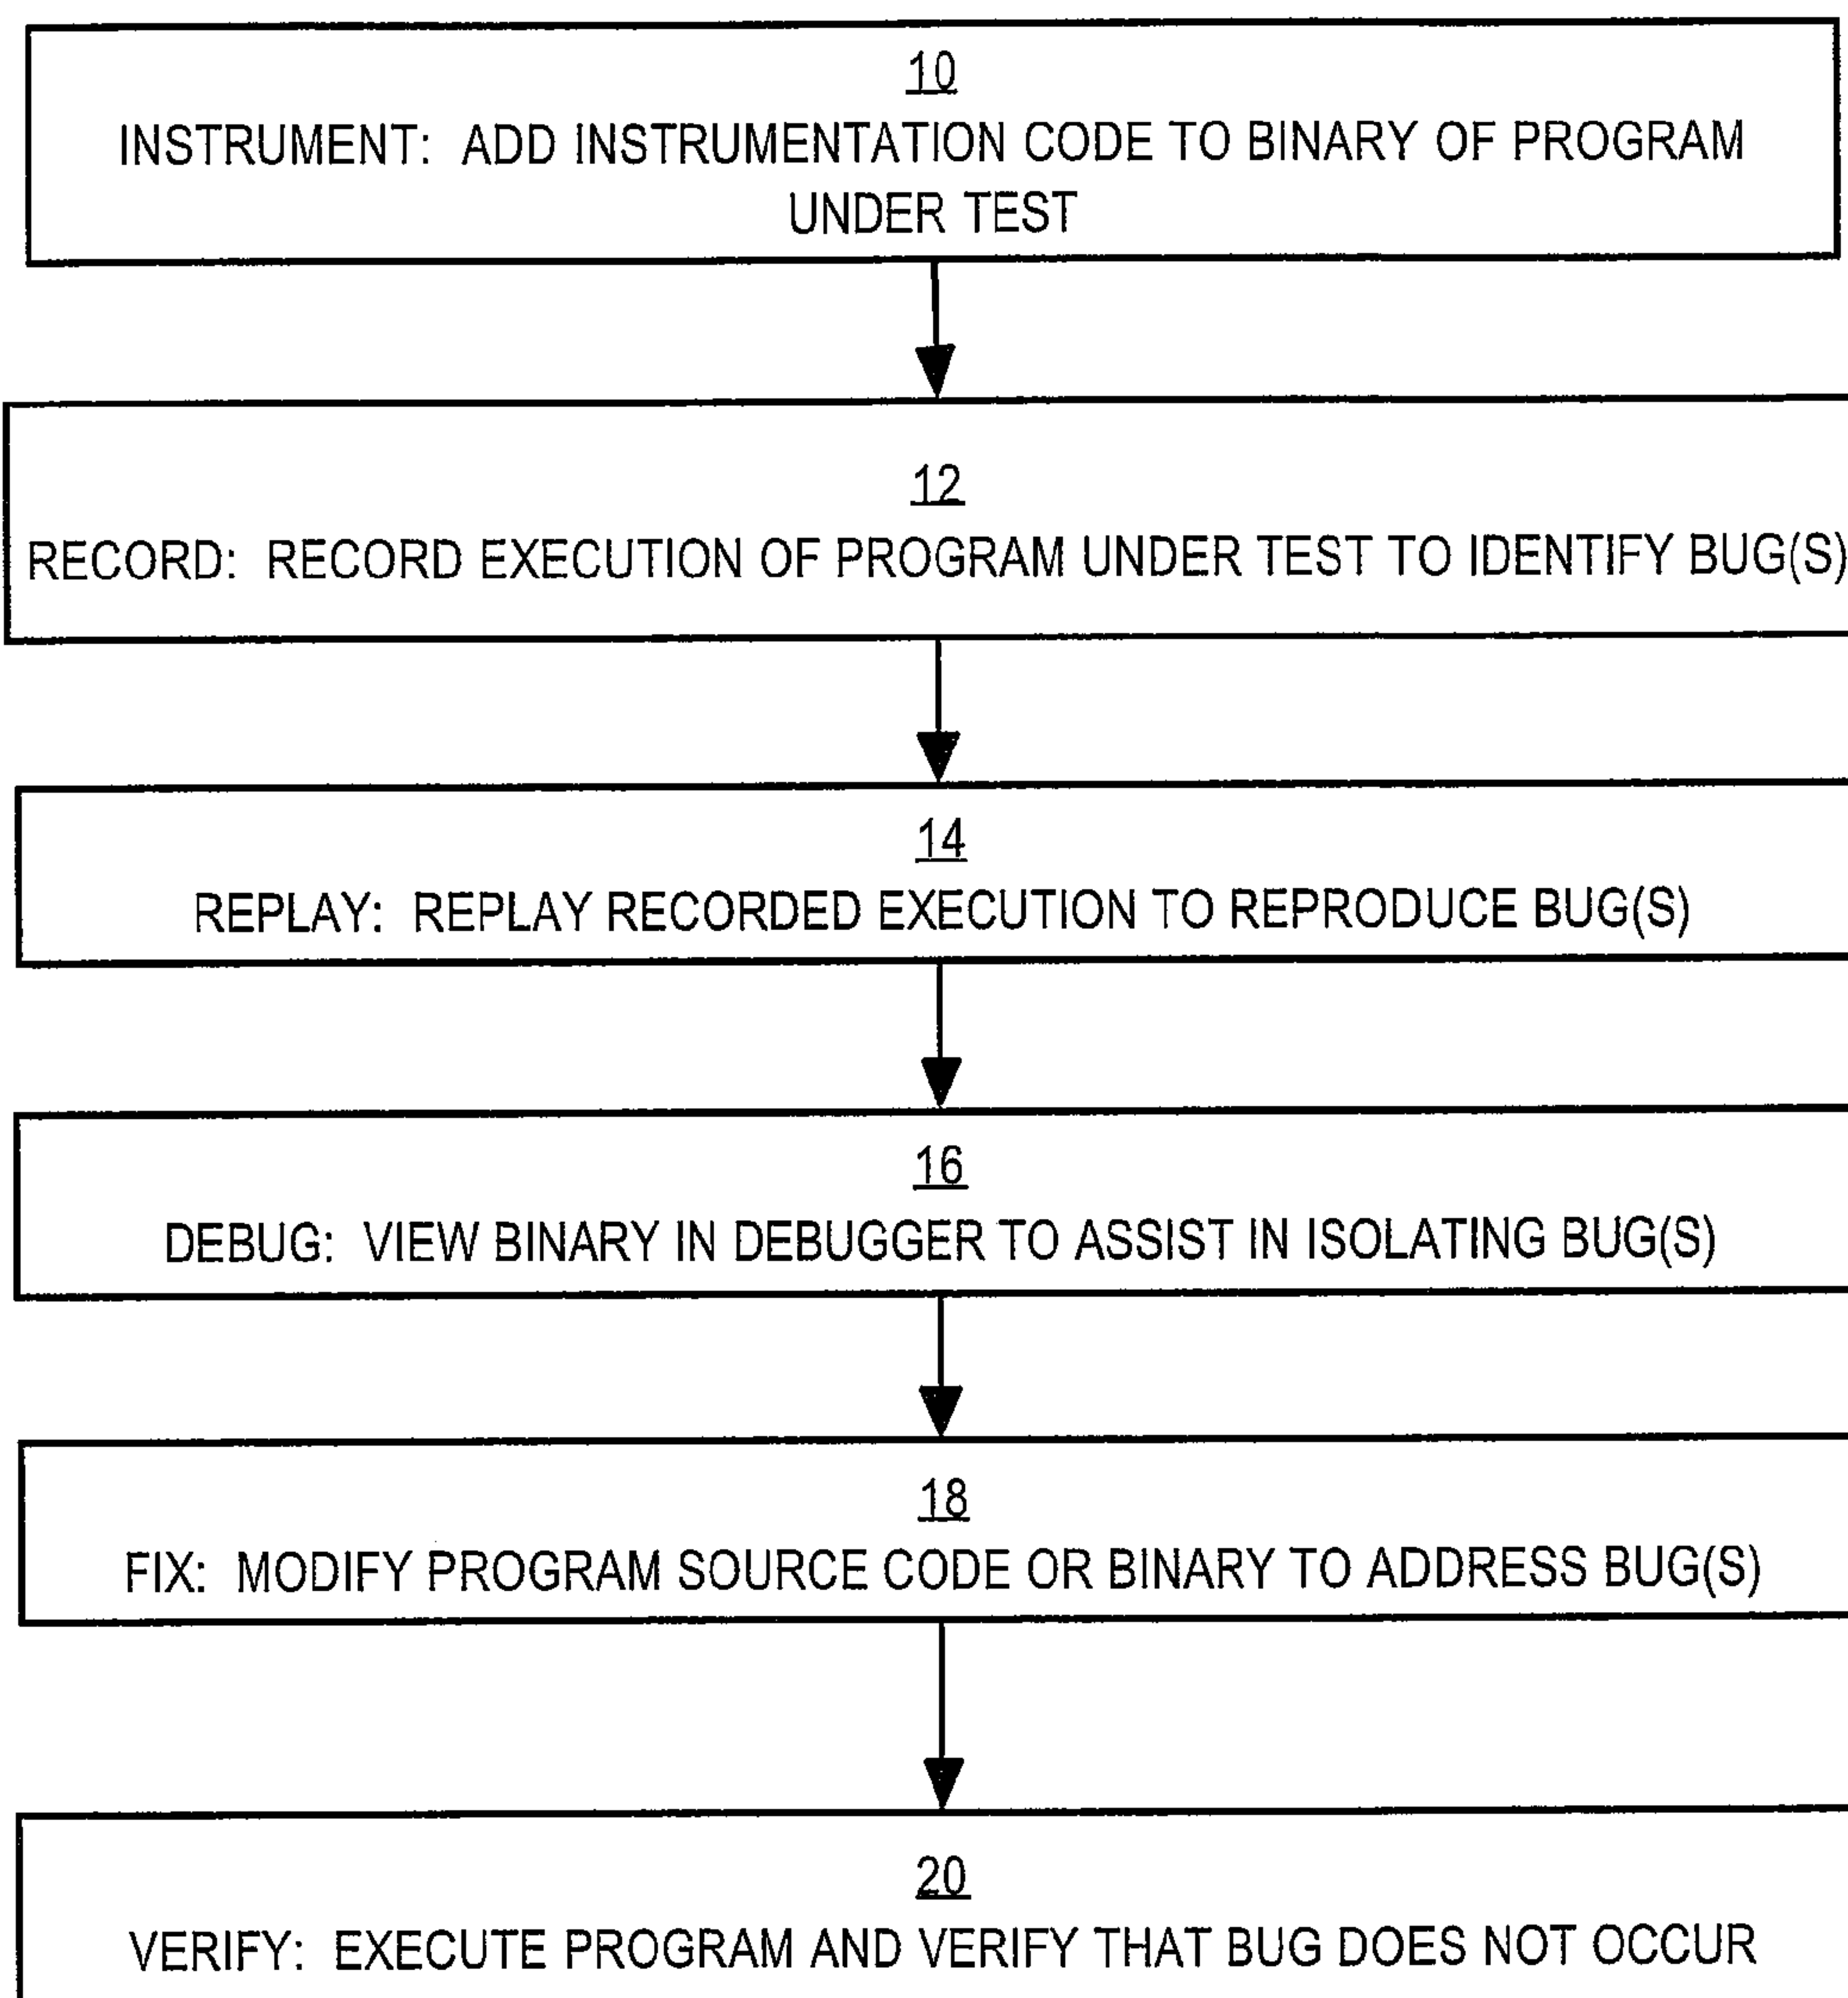 10
INSTRUMENT: ADD INSTRUMENTATION CODE TO BINARY OF PROGRAM
UNDER TEST
12
RECORD: RECORD EXECUTION OF PROGRAM UNDER TEST TO IDENTIFY BUG(S)
14
REPLAY: REPLAY RECORDED EXECUTION TO REPRODUCE BUG(S)
16
DEBUG: VIEW BINARY IN DEBUGGER TO ASSIST IN ISOLATING BUG(S)
18
FIX: MODIFY PROGRAM SOURCE CODE OR BINARY TO ADDRESS BUG(S)
20
VERIFY: EXECUTE PROGRAM AND VERIFY THAT BUG DOES NOT OCCUR